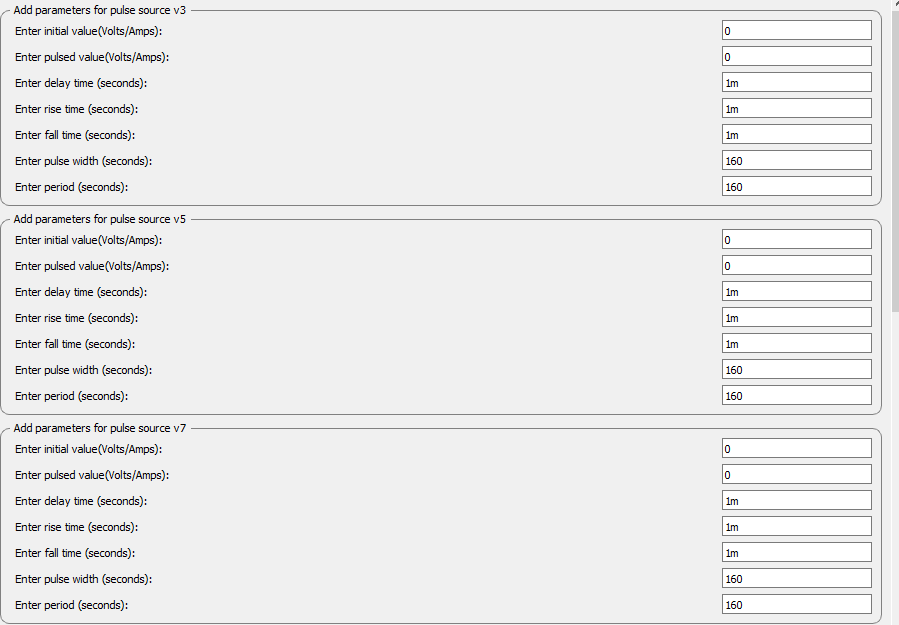 Add parameters for pulse source v3
Enter initial value(Volts/Amps): 0
Enter pulsed value(Volts/Amps): 0
Enter delay time (seconds): 1m
Enter rise time (seconds): 1m
Enter fall time (seconds): 1m
Enter pulse width (seconds): 160
Enter period (seconds): 160
Add parameters for pulse source v5
Enter initial value(Volts/Amps): 0
Enter pulsed value(Volts/Amps): 0
Enter delay time (seconds): 1m
Enter rise time (seconds): 1m
Enter fall time (seconds): 1m
Enter pulse width (seconds): 160
Enter period (seconds): 160
Add parameters for pulse source v7
Enter initial value(Volts/Amps): 0
Enter pulsed value(Volts/Amps): 0
Enter delay time (seconds): 1m
Enter rise time (seconds): 1m
Enter fall time (seconds): 1m
Enter pulse width (seconds): 160
Enter period (seconds): 160